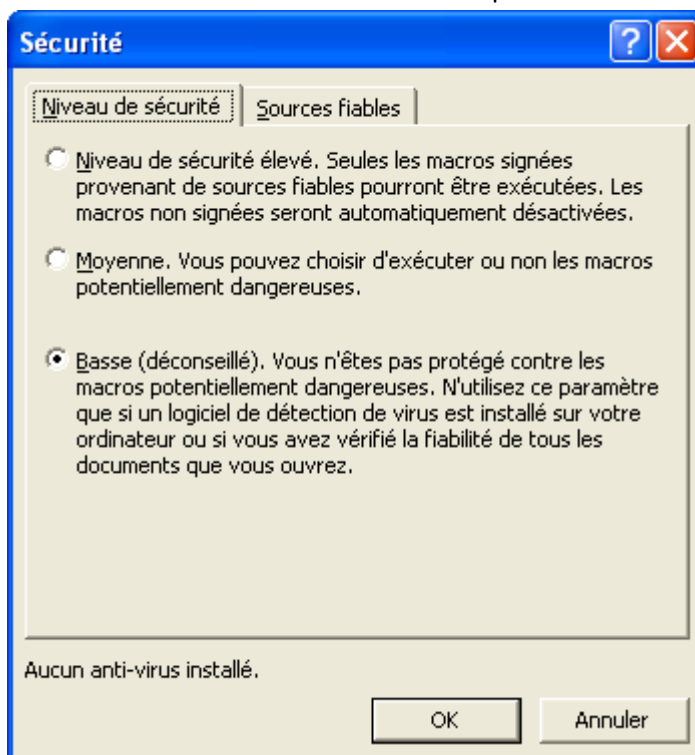 Sécurité
Niveau de sécurité
Sources fiables
Niveau de sécurité élevé. Seules les macros signées
provenant de sources fiables pourront être exécutées. Les
macros non signées seront automatiquement désactivées.
Moyenne. Vous pouvez choisir d'exécuter ou non les macros
potentiellement dangereuses.
Basse (déconseillé). Vous n'êtes pas protégé contre les
macros potentiellement dangereuses. N'utilisez ce paramètre
que si un logiciel de détection de virus est installé sur votre
ordinateur ou si vous avez vérifié la fiabilité de tous les
documents que vous ouvrez.
Aucun anti-virus installé.
OK
Annuler